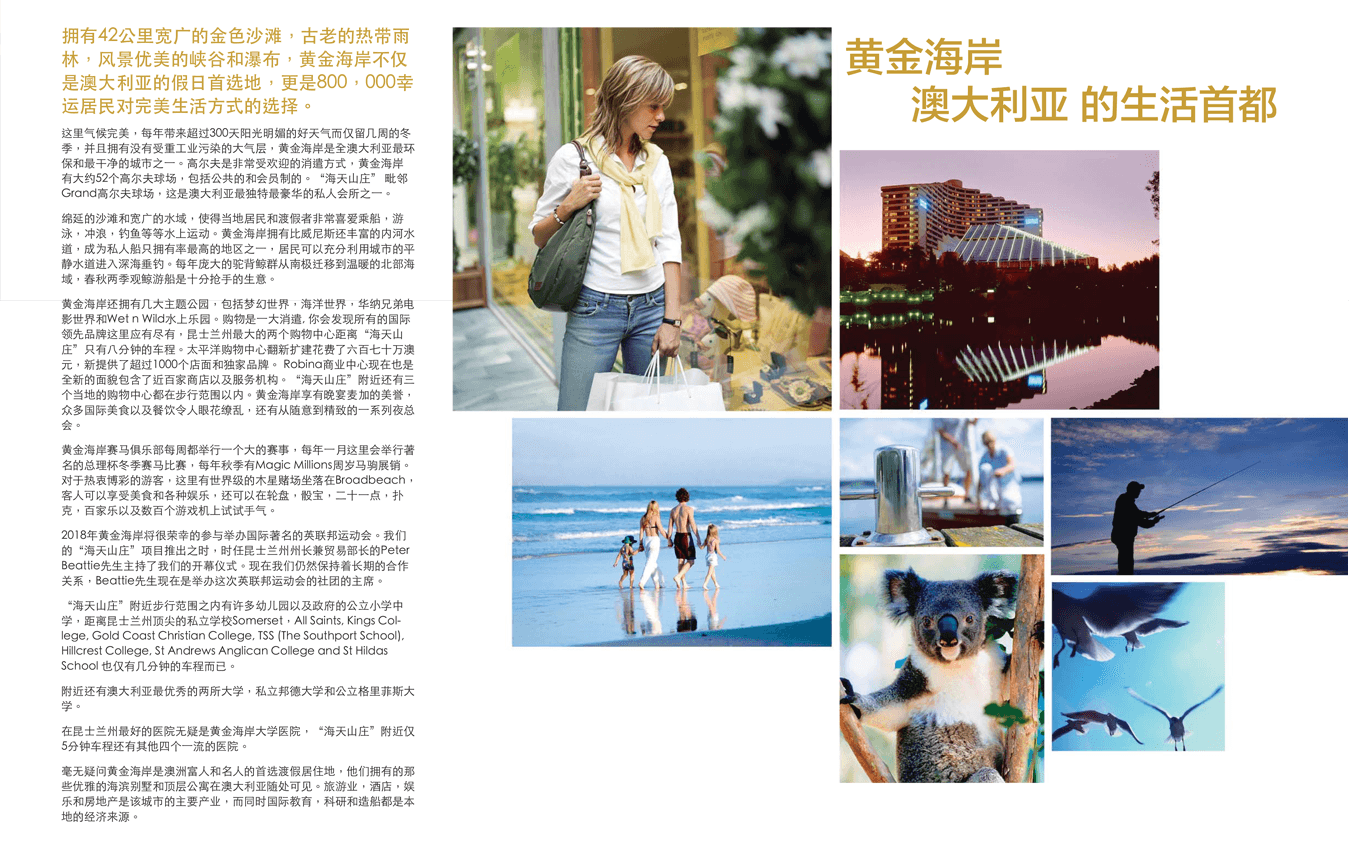 拥有42公里宽广的金色沙滩，古老的热带雨
林，风景优美的峡谷和瀑布，黄金海岸不仅
是澳大利亚的假日首选地，更是800，000幸
运居民对完美生活方式的选择。
这里气候完美，每年带来超过300天阳光明媚的好天气而仅留几周的冬
季，并且拥有没有受重工业污染的大气层，黄金海岸是全澳大利亚最环
保和最干净的城市之一。高尔夫是非常受欢迎的消遣方式，黄金海岸
有大约52个高尔夫球场，包括公共的和会员制的。“海天山庄” 毗邻
Grand高尔夫球场，这是澳大利亚最独特最豪华的私人会所之一。
绵延的沙滩和宽广的水域，使得当地居民和渡假者非常喜爱乘船，游
泳，冲浪，钓鱼等等水上运动。黄金海岸拥有比威尼斯还丰富的内河水
道，成为私人船只拥有率最高的地区之一，居民可以充分利用城市的平
静水道进入深海垂钓。每年庞大的驼背鲸群从南极迁移到温暖的北部海
域，春秋两季观鲸游船是十分抢手的生意。
黄金海岸还拥有几大主题公园，包括梦幻世界，海洋世界，华纳兄弟电
影世界和Wet n Wild水上乐园。购物是一大消遣, 你会发现所有的国际
领先品牌这里应有尽有，昆士兰州最大的两个购物中心距离“海天山
庄”只有八分钟的车程。太平洋购物中心翻新扩建花费了六百七十万澳
元，新提供了超过1000个店面和独家品牌。 Robina商业中心现在也是
全新的面貌包含了近百家商店以及服务机构。“海天山庄”附近还有三
个当地的购物中心都在步行范围以内。黄金海岸享有晚宴麦加的美誉，
众多国际美食以及餐饮令人眼花缭乱，还有从随意到精致的一系列夜总
会。
黄金海岸赛马俱乐部每周都举行一个大的赛事，每年一月这里会举行著
名的总理杯冬季赛马比赛，每年秋季有Magic Millions周岁马驹展销。
对于热衷博彩的游客，这里有世界级的木星赌场坐落在Broadbeach，
客人可以享受美食和各种娱乐，还可以在轮盘，骰宝，二十一点，扑
克，百家乐以及数百个游戏机上试试手气。
2018年黄金海岸将很荣幸的参与举办国际著名的英联邦运动会。我们
的“海天山庄”项目推出之时，时任昆士兰州州长兼贸易部长的Peter
Beattie先生主持了我们的开幕仪式。现在我们仍然保持着长期的合作
关系，Beattie先生现在是举办这次英联邦运动会的社团的主席。
“海天山庄”附近步行范围之内有许多幼儿园以及政府的公立小学中
学，距离昆士兰州顶尖的私立学校Somerset，All Saints, Kings Col-
lege, Gold Coast Christian College, TSS (The Southport School),
Hillcrest College, St Andrews Anglican College and St Hildas
School 也仅有几分钟的车程而已。
附近还有澳大利亚最优秀的两所大学，私立邦德大学和公立格里菲斯大
学。
在昆士兰州最好的医院无疑是黄金海岸大学医院，“海天山庄”附近仅
5分钟车程还有其他四个一流的医院。
毫无疑问黄金海岸是澳洲富人和名人的首选渡假居住地，他们拥有的那
些优雅的海滨别墅和顶层公寓在澳大利亚随处可见。旅游业，酒店，娱
乐和房地产是该城市的主要产业，而同时国际教育，科研和造船都是本
地的经济来源。
黄金海岸
澳大利亚 的生活首都